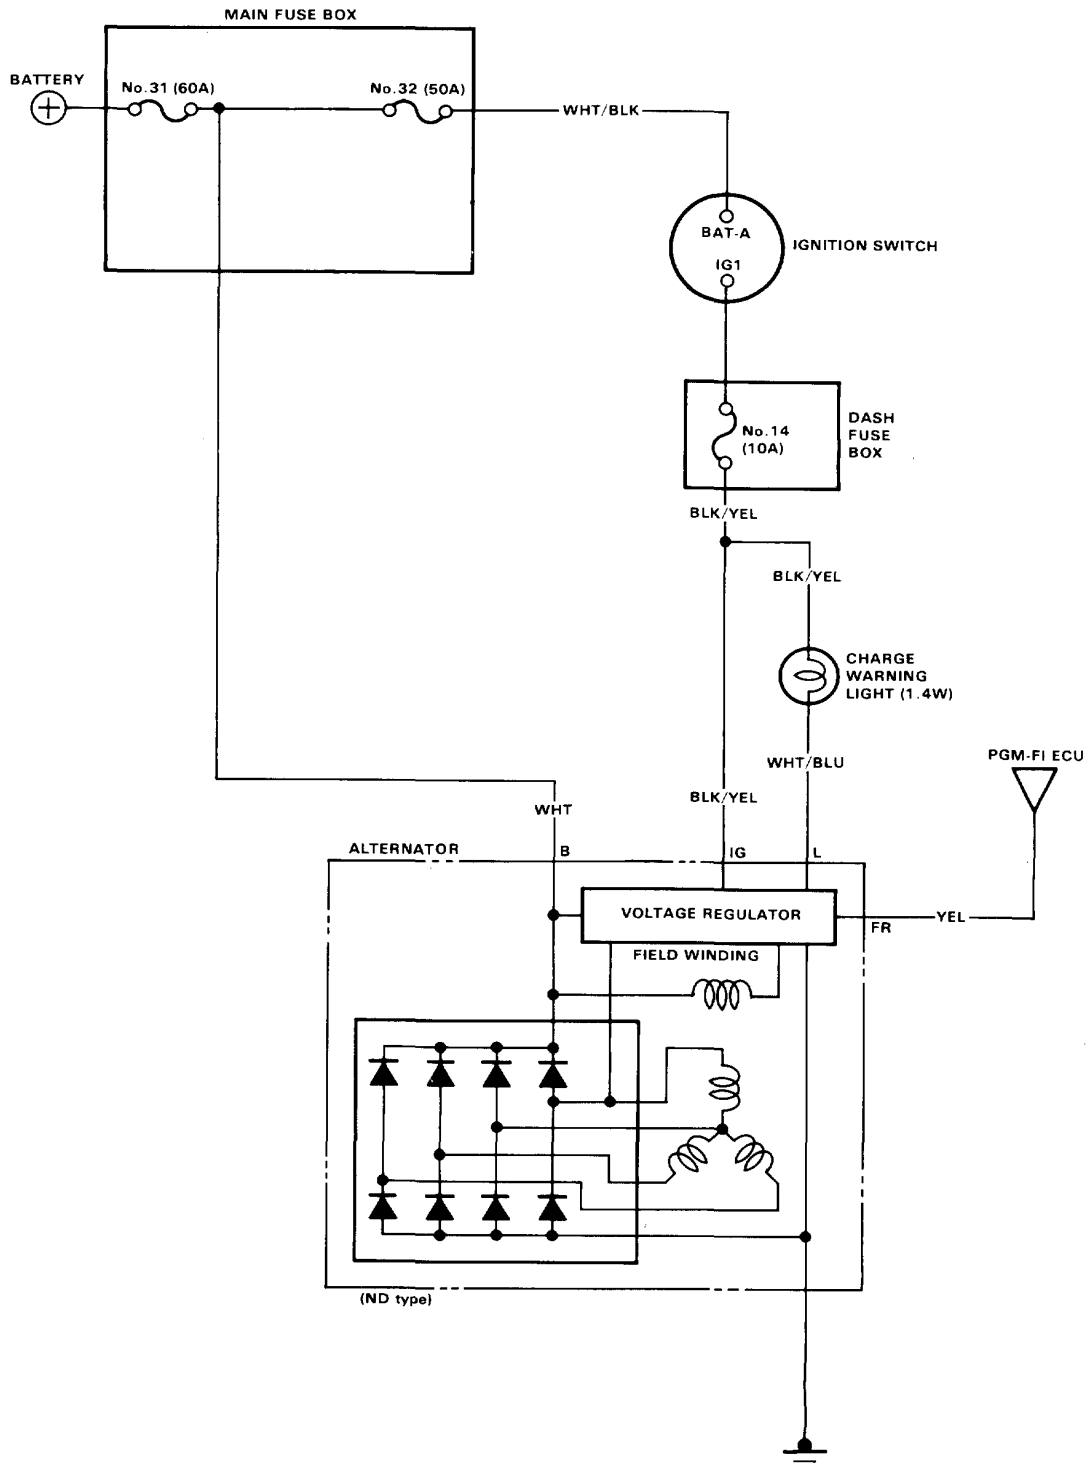 MAIN FUSE BOX
BATTERY
No.31 (60A)
No.32 (50A)
WHT/BLK
BAT-A
IGNITION SWITCH
IG1
No.14
(10A)
DASH
FUSE
BOX
BLK/YEL
BLK/YEL
CHARGE
WARNING
LIGHT (1.4W)
PGM-FI ECU
WHT/BLU
BLK/YEL
WHT
ALTERNATOR
B
IG
L
VOLTAGE REGULATOR
YEL
FR
FIELD WINDING
(ND type)